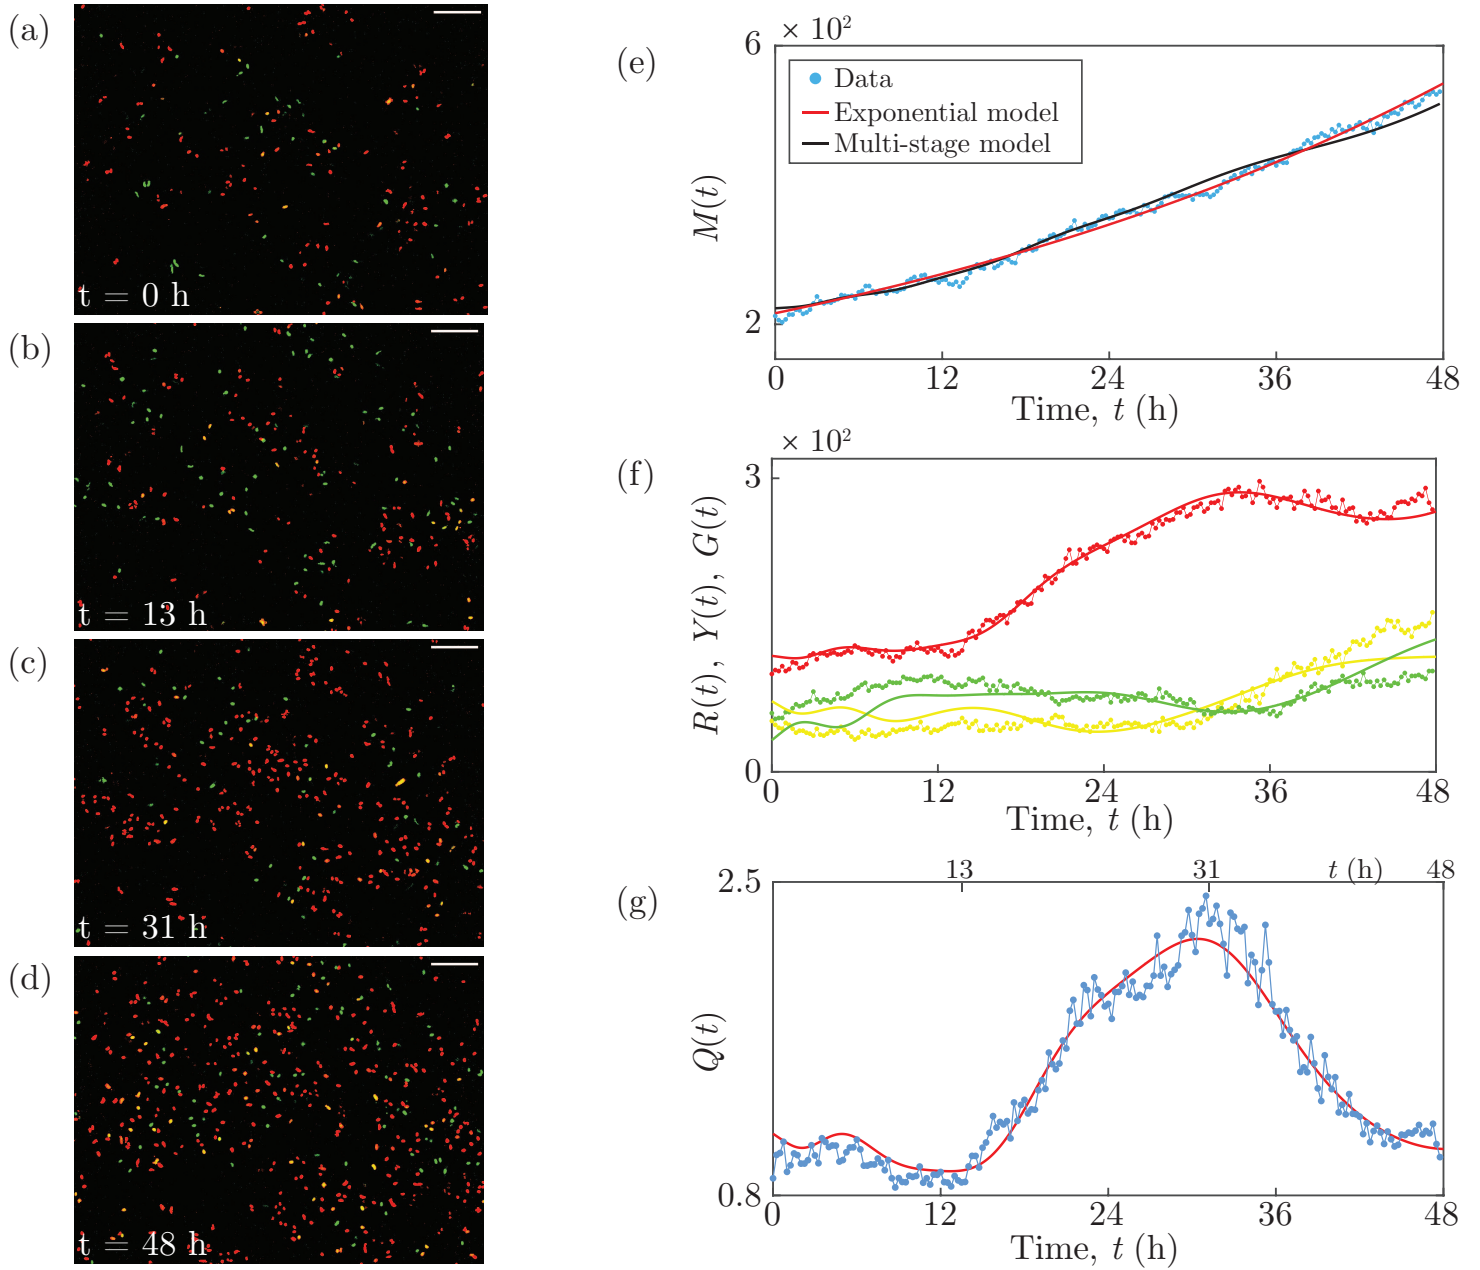 (a)
t = 0 h
(b)
t = 13 h
(c)
t = 31 h
(d)
t = 48 h
(e)
× 10²
6
2
M(t)
Data
Exponential model
Multi-stage model
0 12 24 36 48
Time, t (h)
(f)
× 10²
3
0
R(t), Y(t), G(t)
0 12 24 36 48
Time, t (h)
(g)
13 31 t (h) 48
2.5
0.8
Q(t)
0 12 24 36 48
Time, t (h)